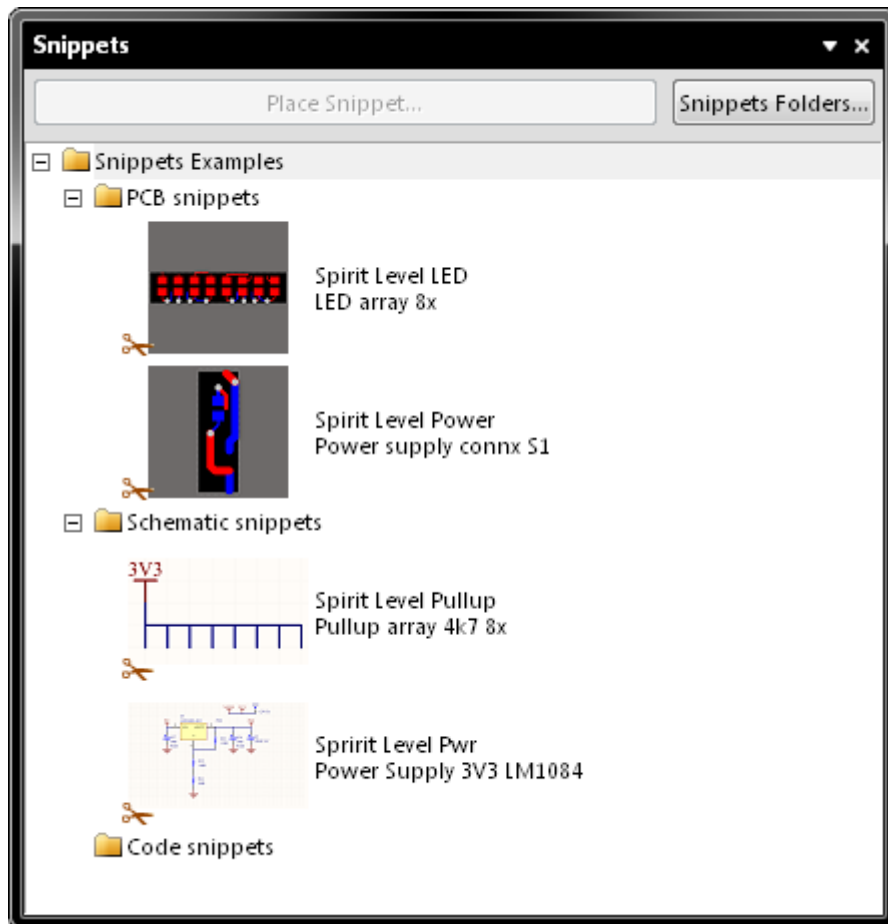 Snippets
Place Snippet...
Snippets Folders...
Snippets Examples
PCB snippets
Spirit Level LED
LED array 8x
Spirit Level Power
Power supply connx S1
Schematic snippets
3V3
Spirit Level Pullup
Pullup array 4k7 8x
Spririt Level Pwr
Power Supply 3V3 LM1084
Code snippets